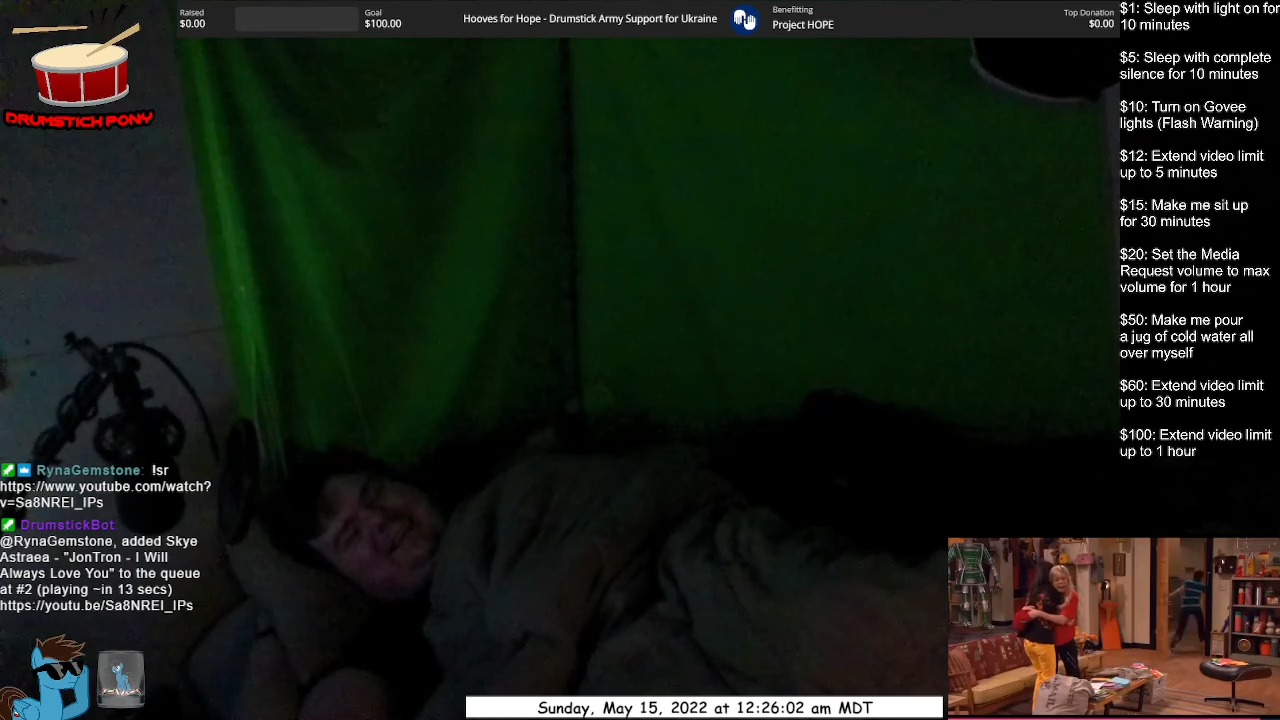 Raised
$0.00
Goal
$100.00
Hooves for Hope - Drumstick Army Support for Ukraine
Benefitting
Project HOPE
Top Donation
$0.00
DRUMSTICH PONY
$1: Sleep with light on for
10 minutes
$5: Sleep with complete
silence for 10 minutes
$10: Turn on Govee
lights (Flash Warning)
$12: Extend video limit
up to 5 minutes
$15: Make me sit up
for 30 minutes
$20: Set the Media
Request volume to max
volume for 1 hour
$50: Make me pour
a jug of cold water all
over myself
$60: Extend video limit
up to 30 minutes
$100: Extend video limit
up to 1 hour
RynaGemstone: !sr
https://www.youtube.com/watch?
v=Sa8NREI_IPs
DrumstickBot:
@RynaGemstone, added Skye
Astraea - "JonTron - I Will
Always Love You" to the queue
at #2 (playing ~in 13 secs)
https://youtu.be/Sa8NREI_IPs
MAIL
Sunday, May 15, 2022 at 12:26:02 am MDT